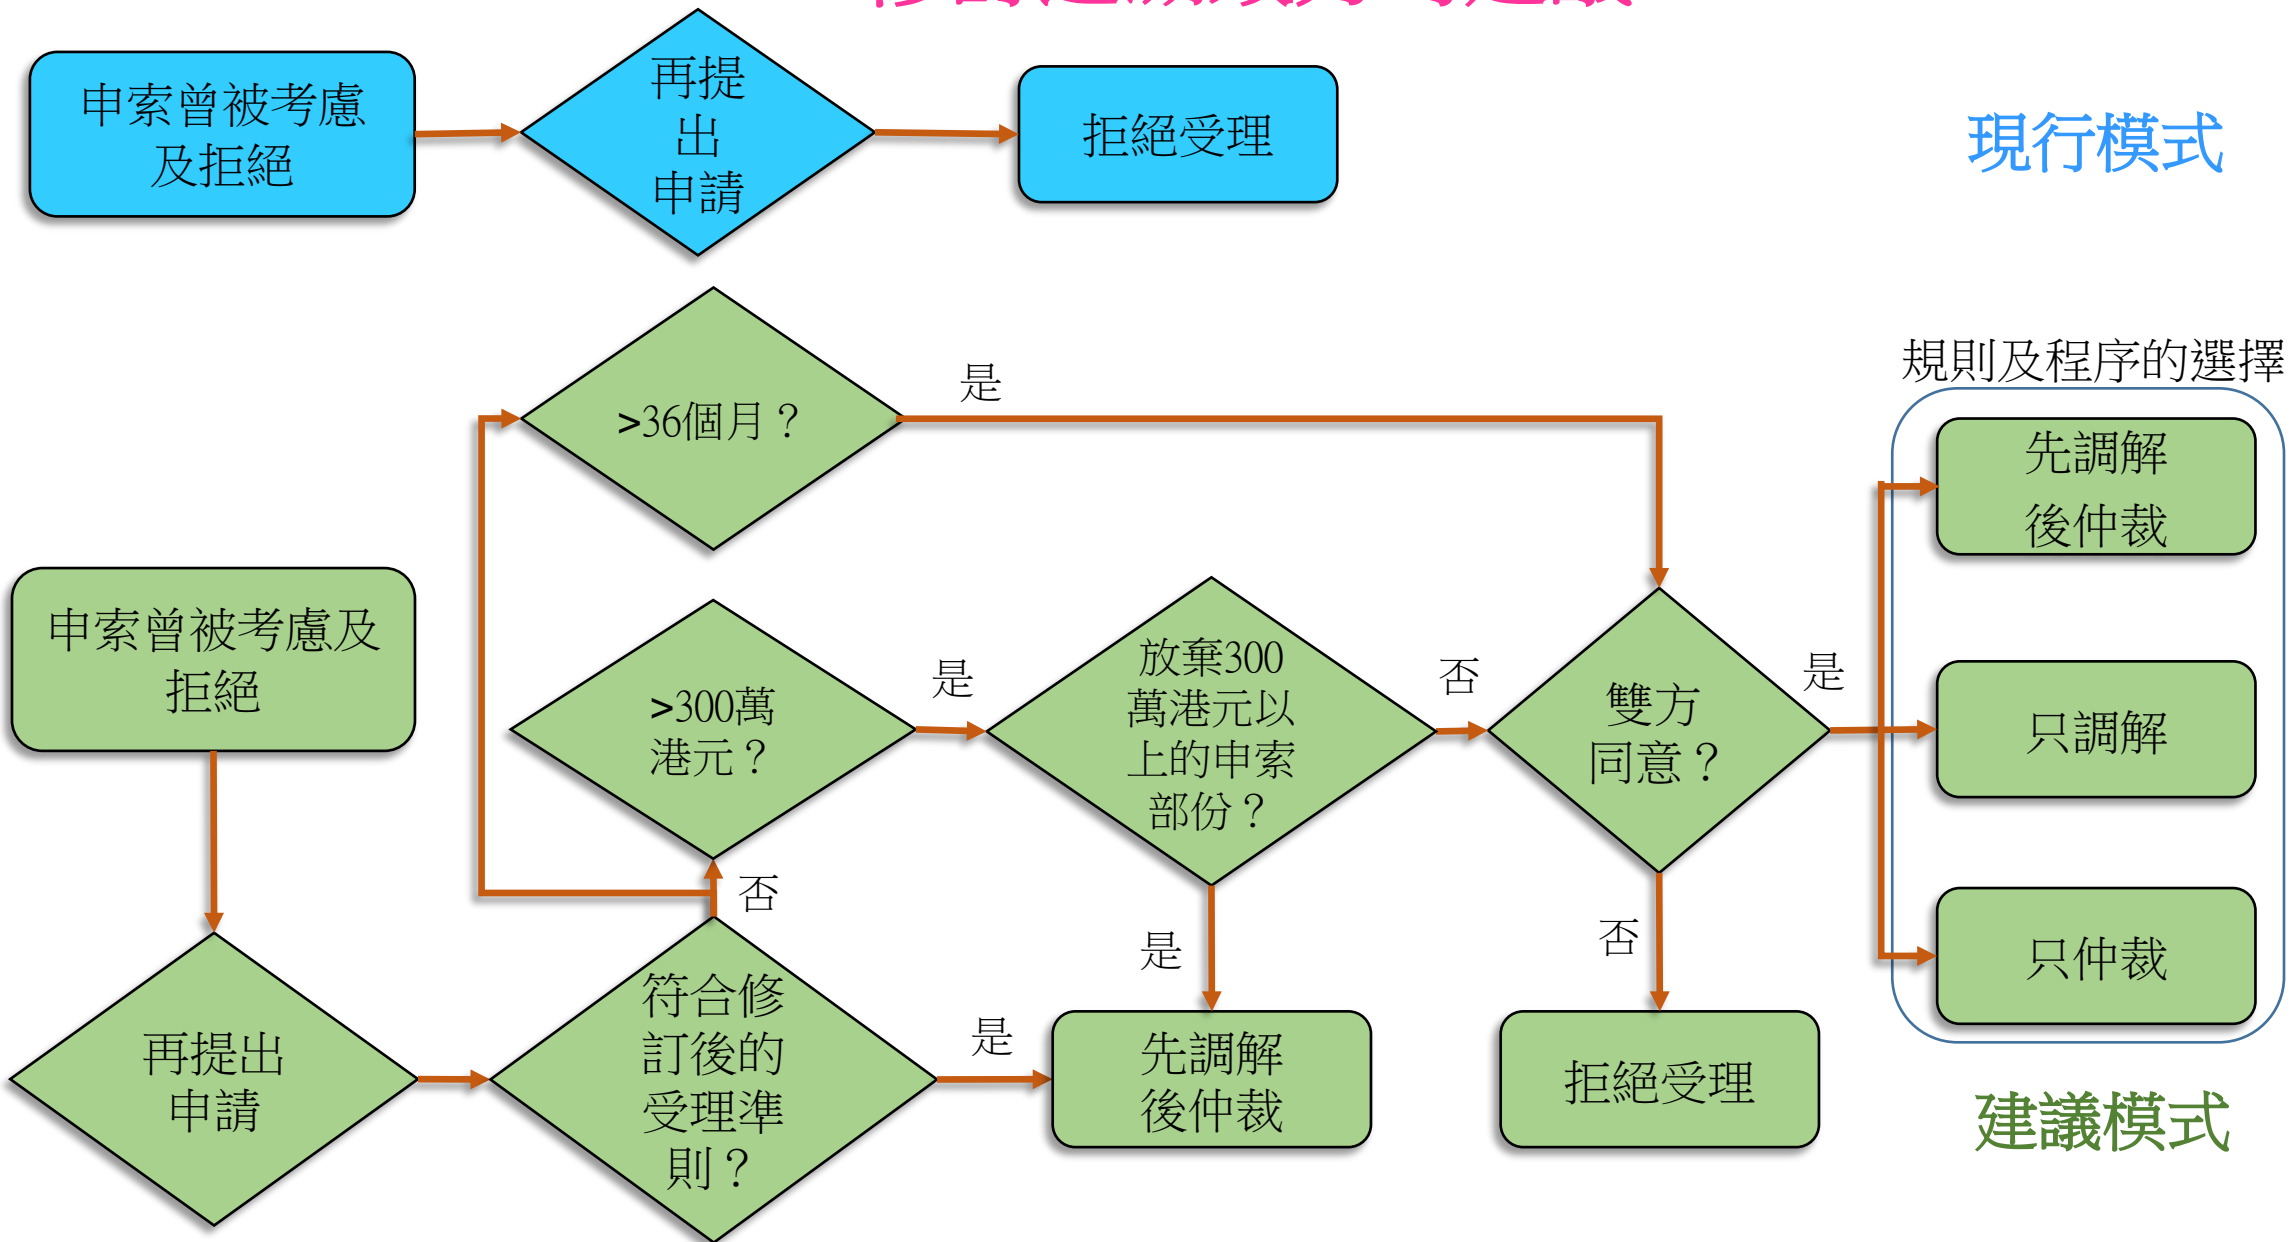 申索曾被考慮
及拒絕
再提
出
申請
拒絕受理
現行模式
>36個月？
是
規則及程序的選擇
先調解
後仲裁
申索曾被考慮及
拒絕
>300萬
港元？
是
放棄300
萬港元以
上的申索
部份？
否
雙方
同意？
是
只調解
否
是
否
只仲裁
再提出
申請
符合修
訂後的
受理準
則？
是
先調解
後仲裁
拒絕受理
建議模式